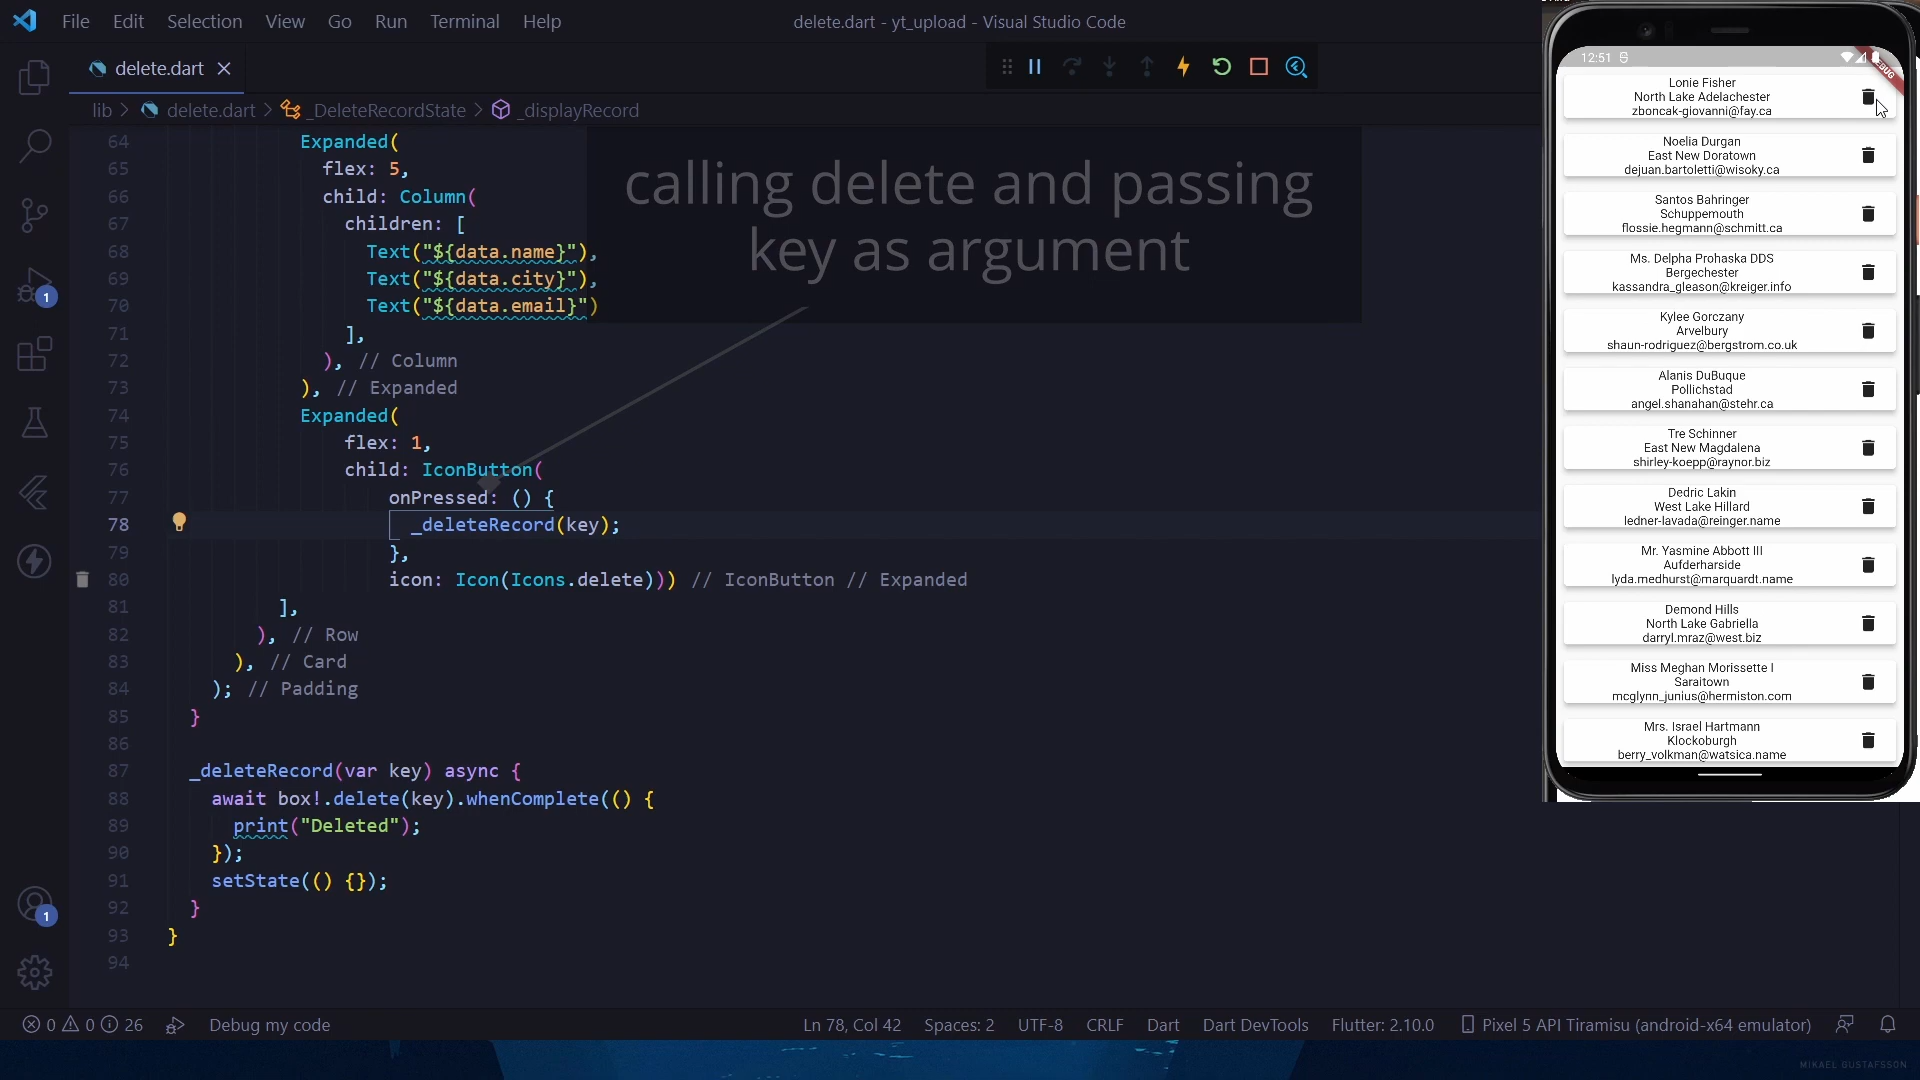 File Edit Selection View Go Run Terminal Help
delete.dart - yt_upload - Visual Studio Code
delete.dart
lib > delete.dart > _DeleteRecordState > _displayRecord
calling delete and passing
key as argument
64 Expanded(
65 flex: 5,
66 child: Column(
67 children: [
68 Text("${data.name}"),
69 Text("${data.city}"),
70 Text("${data.email}")
71 ],
72 ), // Column
73 ), // Expanded
74 Expanded(
75 flex: 1,
76 child: IconButton(
77 onPressed: () {
78 _deleteRecord(key);
79 },
80 icon: Icon(Icons.delete))) // IconButton // Expanded
81 ],
82 ), // Row
83 ), // Card
84 ); // Padding
85 }
86
87 _deleteRecord(var key) async {
88 await box!.delete(key).whenComplete(() {
89 print("Deleted");
90 });
91 setState(() {});
92 }
93 }
94
1
1
0 0 26 Debug my code
Ln 78, Col 42 Spaces: 2 UTF-8 CRLF Dart Dart DevTools Flutter: 2.10.0 Pixel 5 API Tiramisu (android-x64 emulator)
12:51
Lonie Fisher
North Lake Adelachester
zboncak-giovanni@fay.ca
Noelia Durgan
East New Doratown
dejuan.bartoletti@wisoky.ca
Santos Bahringer
Schuppemouth
flossie.hegmann@schmitt.ca
Ms. Delpha Prohaska DDS
Bergechester
kassandra_gleason@kreiger.info
Kylee Gorczany
Arvelbury
shaun-rodriguez@bergstrom.co.uk
Alanis DuBuque
Pollichstad
angel.shanahan@stehr.ca
Tre Schinner
East New Magdalena
shirley-koepp@raynor.biz
Dedric Lakin
West Lake Hillard
ledner-lavada@reinger.name
Mr. Yasmine Abbott III
Aufderharside
lyda.medhurst@marquardt.name
Demond Hills
North Lake Gabriella
darryl.mraz@west.biz
Miss Meghan Morissette I
Saraitown
mcglynn_junius@hermiston.com
Mrs. Israel Hartmann
Klockoburgh
berry_volkman@watsica.name
MIKAEL GUSTAFSSON